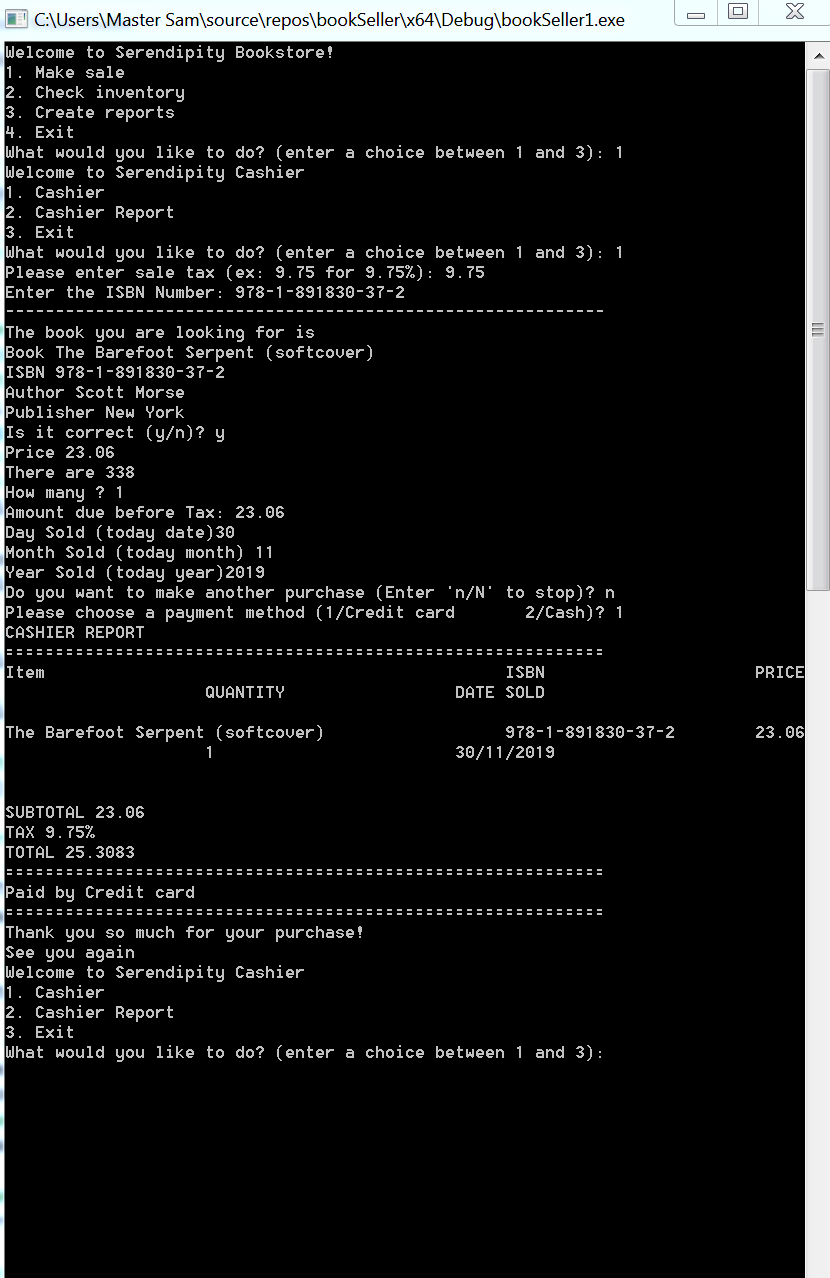 C:\Users\Master Sam\source\repos\bookSeller\x64\Debug\bookSeller1.exe
Welcome to Serendipity Bookstore!
1. Make sale
2. Check inventory
3. Create reports
4. Exit
What would you like to do? (enter a choice between 1 and 3): 1
Welcome to Serendipity Cashier
1. Cashier
2. Cashier Report
3. Exit
What would you like to do? (enter a choice between 1 and 3): 1
Please enter sale tax (ex: 9.75 for 9.75%): 9.75
Enter the ISBN Number: 978-1-891830-37-2
------------------------------------------------------------
The book you are looking for is
Book The Barefoot Serpent (softcover)
ISBN 978-1-891830-37-2
Author Scott Morse
Publisher New York
Is it correct (y/n)? y
Price 23.06
There are 338
How many ? 1
Amount due before Tax: 23.06
Day Sold (today date)30
Month Sold (today month) 11
Year Sold (today year)2019
Do you want to make another purchase (Enter 'n/N' to stop)? n
Please choose a payment method (1/Credit card       2/Cash)? 1
CASHIER REPORT
============================================================
Item                                              ISBN                     PRICE
                    QUANTITY                 DATE SOLD

The Barefoot Serpent (softcover)                  978-1-891830-37-2        23.06
                    1                        30/11/2019


SUBTOTAL 23.06
TAX 9.75%
TOTAL 25.3083
============================================================
Paid by Credit card
============================================================
Thank you so much for your purchase!
See you again
Welcome to Serendipity Cashier
1. Cashier
2. Cashier Report
3. Exit
What would you like to do? (enter a choice between 1 and 3):